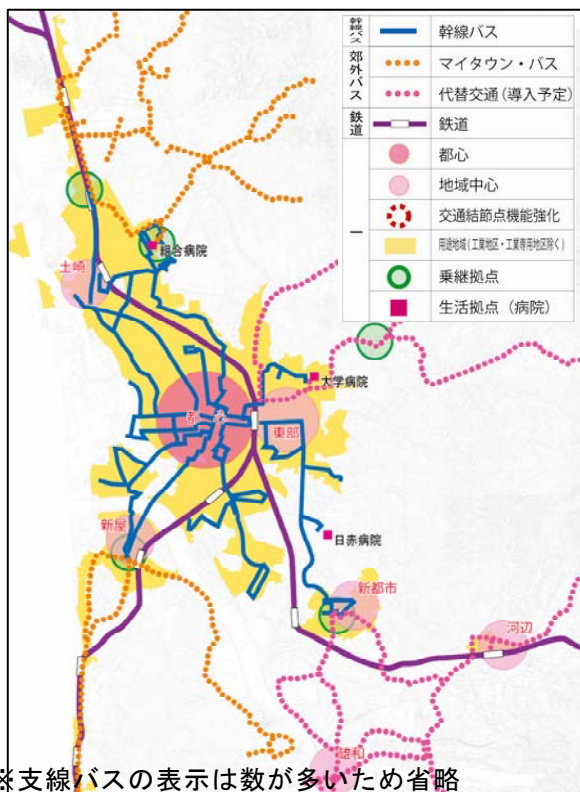 幹線バス
幹線バス
郊外バス
マイタウン・バス
代替交通(導入予定)
鉄道
鉄道
ー
都心
地域中心
交通結節点機能強化
用途地域(工業地区・工業専用地区除く)
乗継拠点
生活拠点(病院)
組合病院
土崎
大学病院
都心
東部
日赤病院
新屋
新都市
河辺
雄和
※支線バスの表示は数が多いため省略